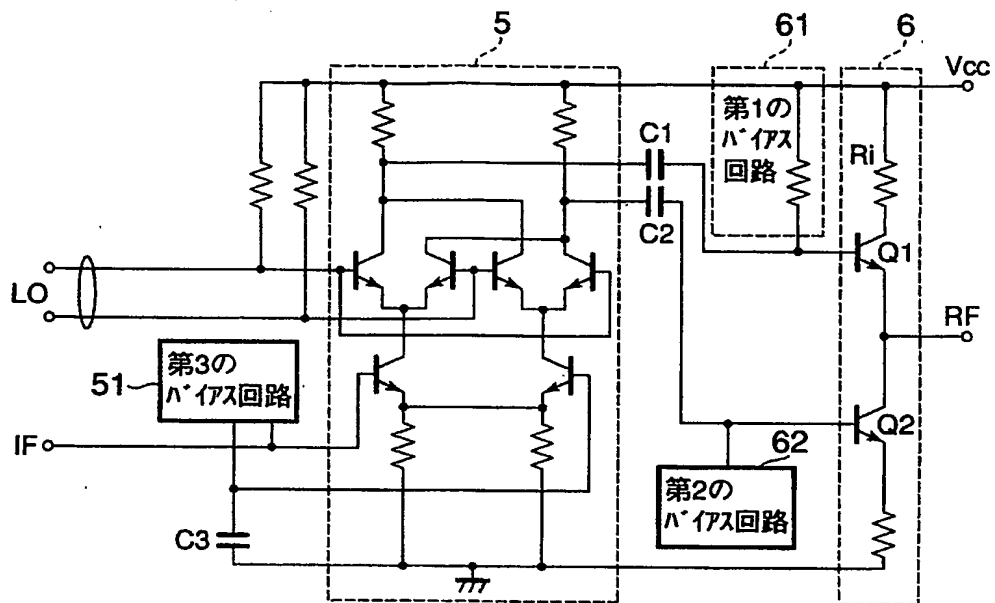 5
61
6
Vcc
第1の
バイアス
回路
C1
C2
Ri
Q1
LO
RF
51
第3の
バイアス回路
IF
Q2
62
第2の
バイアス回路
C3